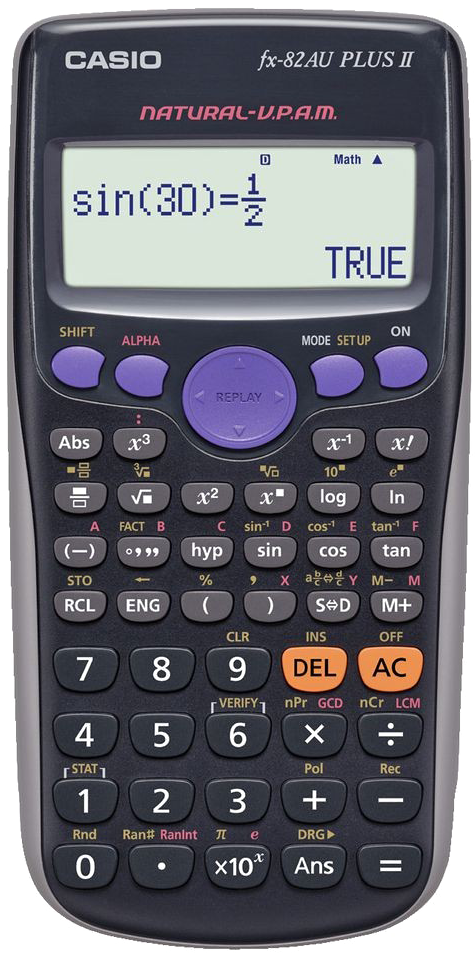 CASIO fx-82AU PLUS II
NATURAL-V.P.A.M.
D Math ▲
sin(30)=1/2
TRUE
SHIFT ALPHA MODE SETUP ON
REPLAY
:
Abs x³ x⁻¹ x!
■▭/▭ ³√■ ⁿ√▭ 10■ e■
▭/▭ √■ x² x■ log ln
A FACT B C sin⁻¹ D cos⁻¹ E tan⁻¹ F
(−) °,,, hyp sin cos tan
STO ← % , X a b/c⇔d/c Y M− M
RCL ENG ( ) S⇔D M+
CLR INS OFF
7 8 9 DEL AC
VERIFY nPr GCD nCr LCM
4 5 6 × ÷
STAT Pol Rec
1 2 3 + −
Rnd Ran# RanInt π e DRG▶
0 . ×10ˣ Ans =